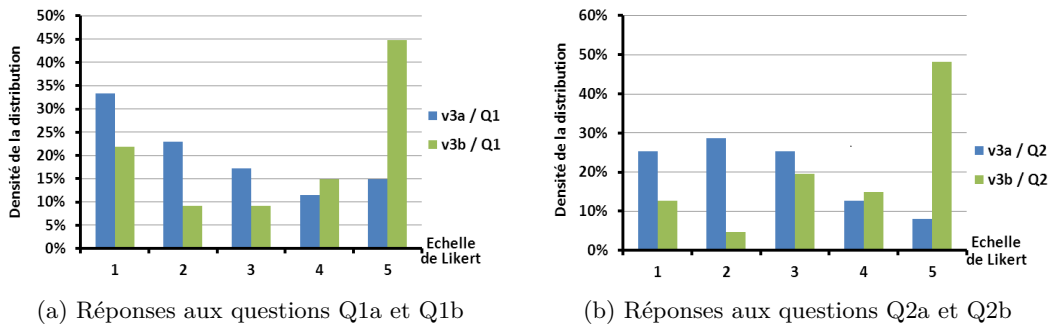 50%
45%
40%
35%
30%
25%
20%
15%
10%
5%
0%
Densité de la distribution
1 2 3 4 5
Echelle
de Likert
v3a / Q1
v3b / Q1
(a) Réponses aux questions Q1a et Q1b
60%
50%
40%
30%
20%
10%
0%
Densité de la distribution
1 2 3 4 5
Echelle
de Likert
v3a / Q2
v3b / Q2
(b) Réponses aux questions Q2a et Q2b